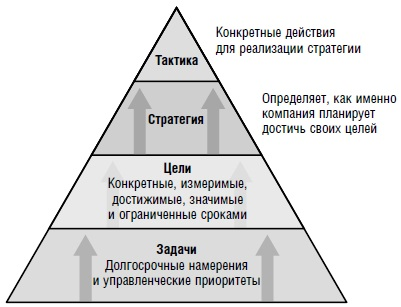 Конкретные действия
для реализации стратегии
Тактика
Определяет, как именно
компания планирует
достичь своих целей
Стратегия
Цели
Конкретные, измеримые,
достижимые, значимые
и ограниченные сроками
Задачи
Долгосрочные намерения
и управленческие приоритеты